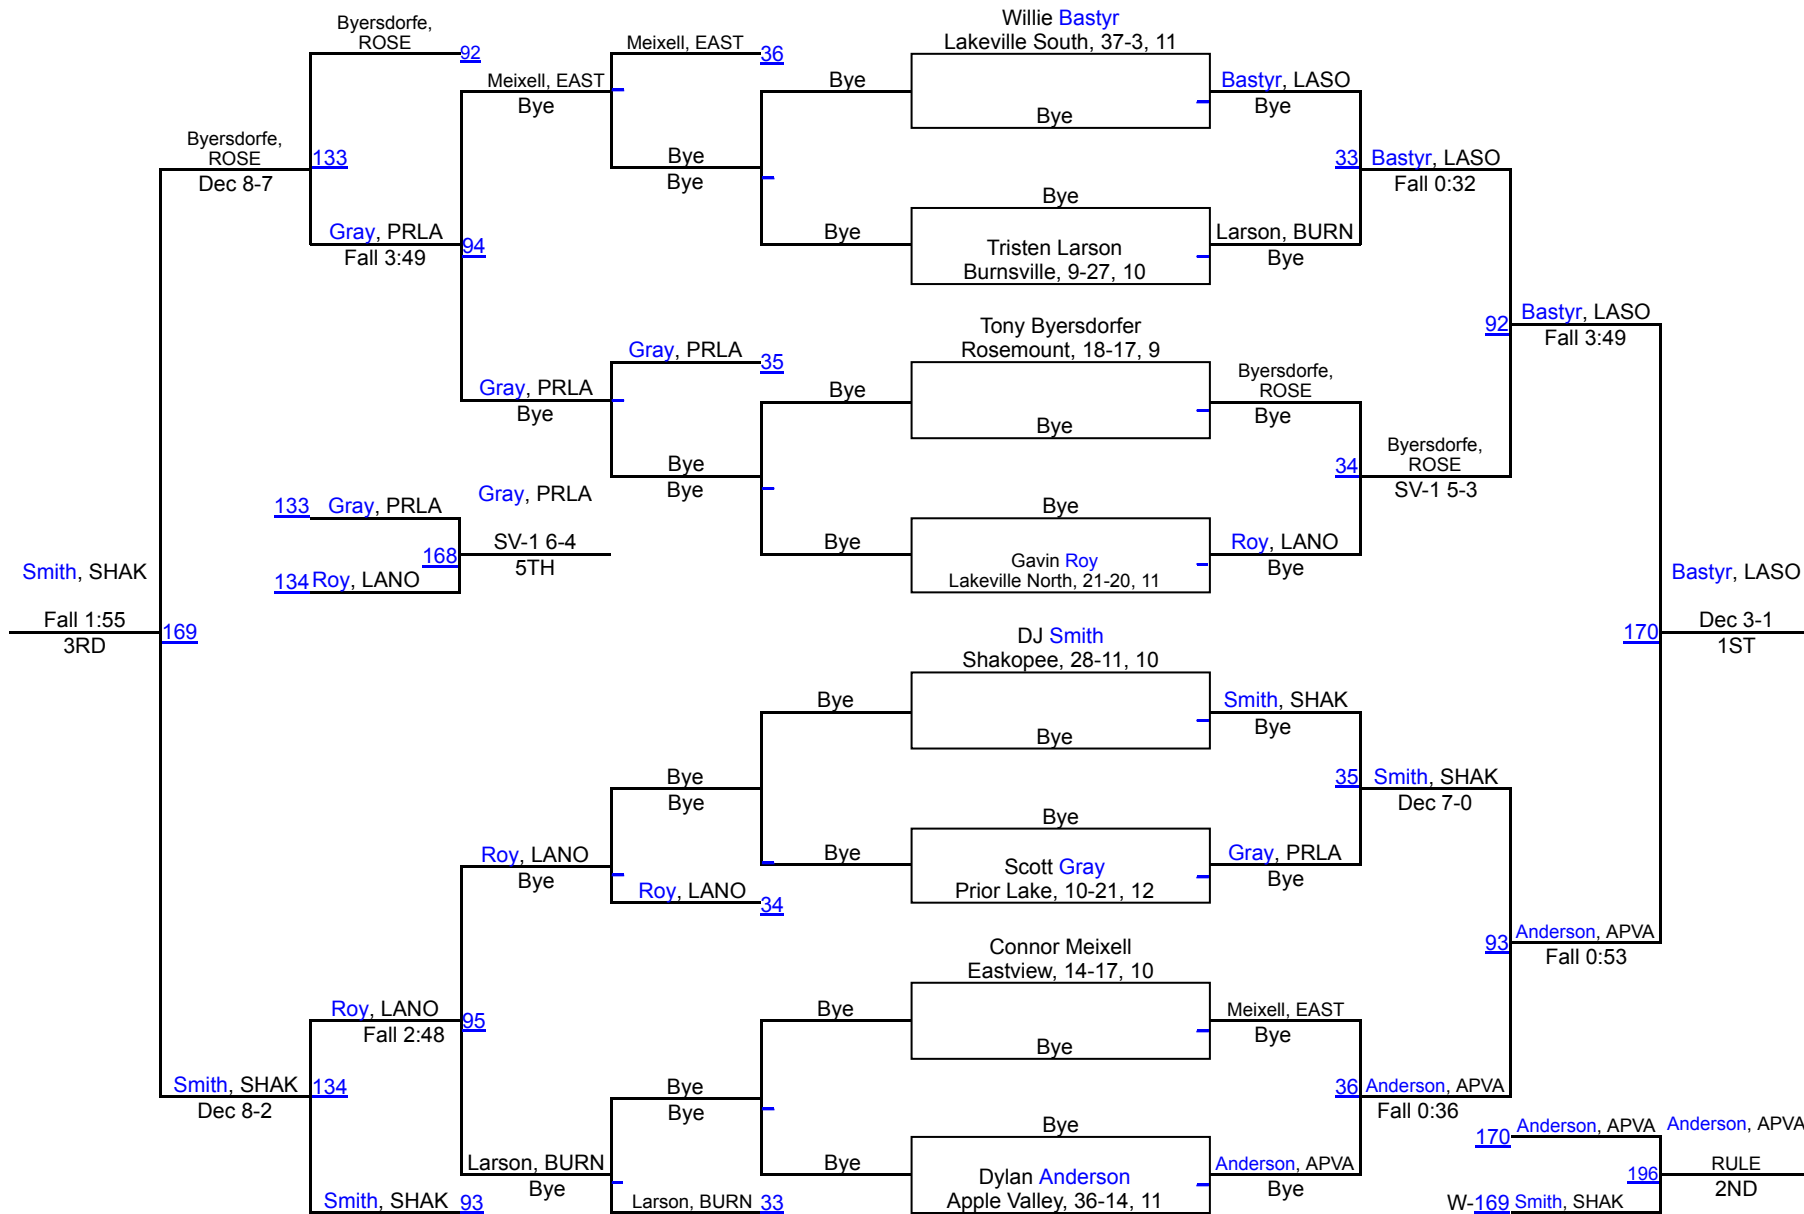 Byersdorfe,
ROSE
92
Meixell, EAST
36
Willie Bastyr
Lakeville South, 37-3, 11
Meixell, EAST
Bye
Bye
Bye
Bastyr, LASO
Bye
Byersdorfe,
ROSE
Dec 8-7
133
Bye
Bye
33
Bastyr, LASO
Fall 0:32
Gray, PRLA
Fall 3:49
94
Bye
Bye
Tristen Larson
Burnsville, 9-27, 10
Larson, BURN
Bye
92
Bastyr, LASO
Fall 3:49
Gray, PRLA
35
Tony Byersdorfer
Rosemount, 18-17, 9
Gray, PRLA
Bye
Bye
Bye
Byersdorfe,
ROSE
Bye
Bye
Bye
34
Byersdorfe,
ROSE
SV-1 5-3
133
Gray, PRLA
Gray, PRLA
168
SV-1 6-4
5TH
134
Roy, LANO
Bye
Bye
Gavin Roy
Lakeville North, 21-20, 11
Roy, LANO
Bye
Smith, SHAK
Fall 1:55
3RD
169
Bastyr, LASO
170
Dec 3-1
1ST
DJ Smith
Shakopee, 28-11, 10
Bye
Bye
Smith, SHAK
Bye
Bye
Bye
35
Smith, SHAK
Dec 7-0
Roy, LANO
Bye
Bye
Bye
Scott Gray
Prior Lake, 10-21, 12
Gray, PRLA
Bye
Roy, LANO
34
93
Anderson, APVA
Fall 0:53
Connor Meixell
Eastview, 14-17, 10
Roy, LANO
Fall 2:48
95
Bye
Bye
Meixell, EAST
Bye
Smith, SHAK
Dec 8-2
134
Bye
Bye
36
Anderson, APVA
Fall 0:36
Larson, BURN
Bye
Bye
Bye
Dylan Anderson
Apple Valley, 36-14, 11
Anderson, APVA
Bye
Smith, SHAK
93
Larson, BURN
33
170
Anderson, APVA
Anderson, APVA
196
RULE
2ND
W-169
Smith, SHAK